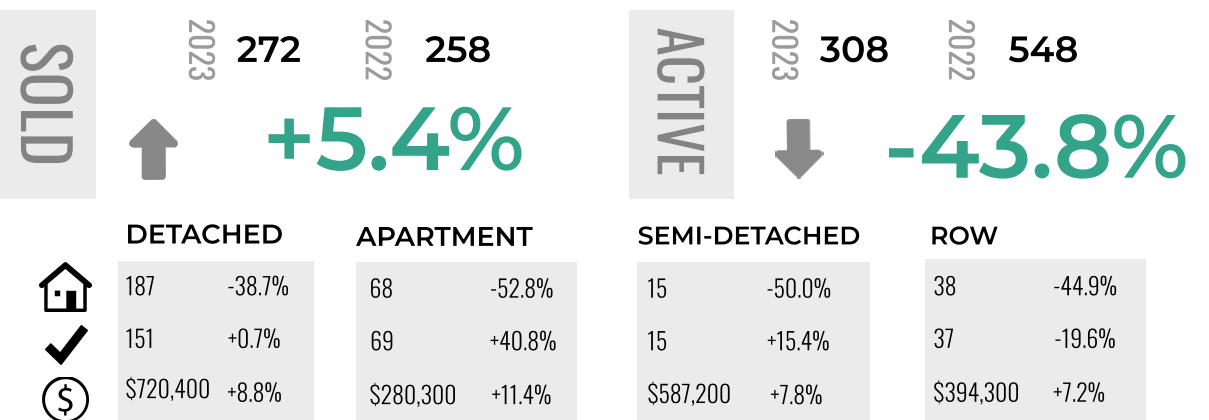 SOLD
2023 272 2022 258
+5.4%
ACTIVE
2023 308 2022 548
-43.8%
DETACHED APARTMENT SEMI-DETACHED ROW
187 -38.7% 68 -52.8% 15 -50.0% 38 -44.9%
151 +0.7% 69 +40.8% 15 +15.4% 37 -19.6%
$ $720,400 +8.8% $280,300 +11.4% $587,200 +7.8% $394,300 +7.2%